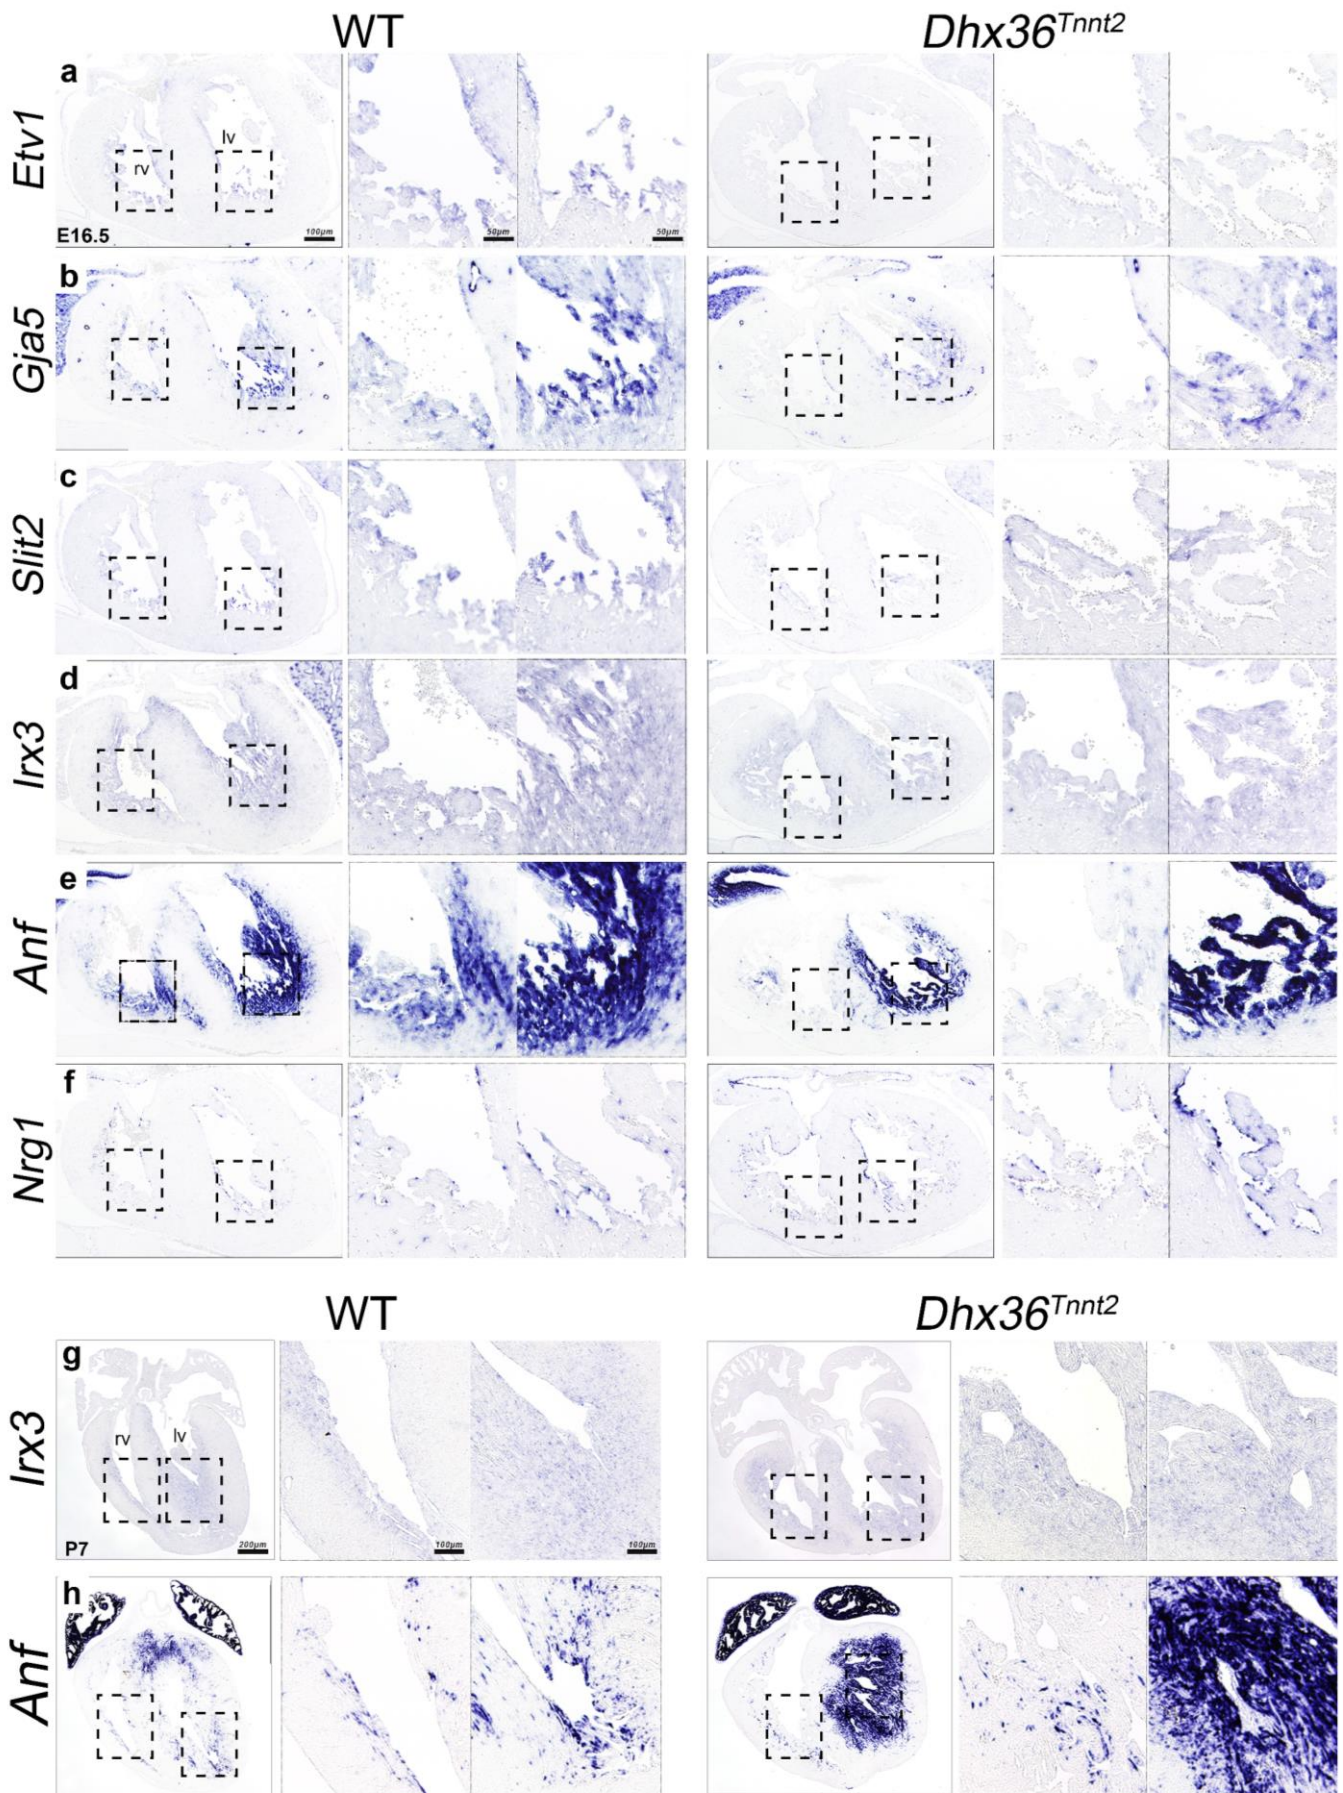 WT Dhx36Tnnt2
a
Etv1
lv
rv
E16.5 100µm 50µm 50µm
b
Gja5
c
Slit2
d
Irx3
e
Anf
f
Nrg1
WT Dhx36Tnnt2
g
Irx3
rv lv
P7 200µm 100µm 100µm
h
Anf